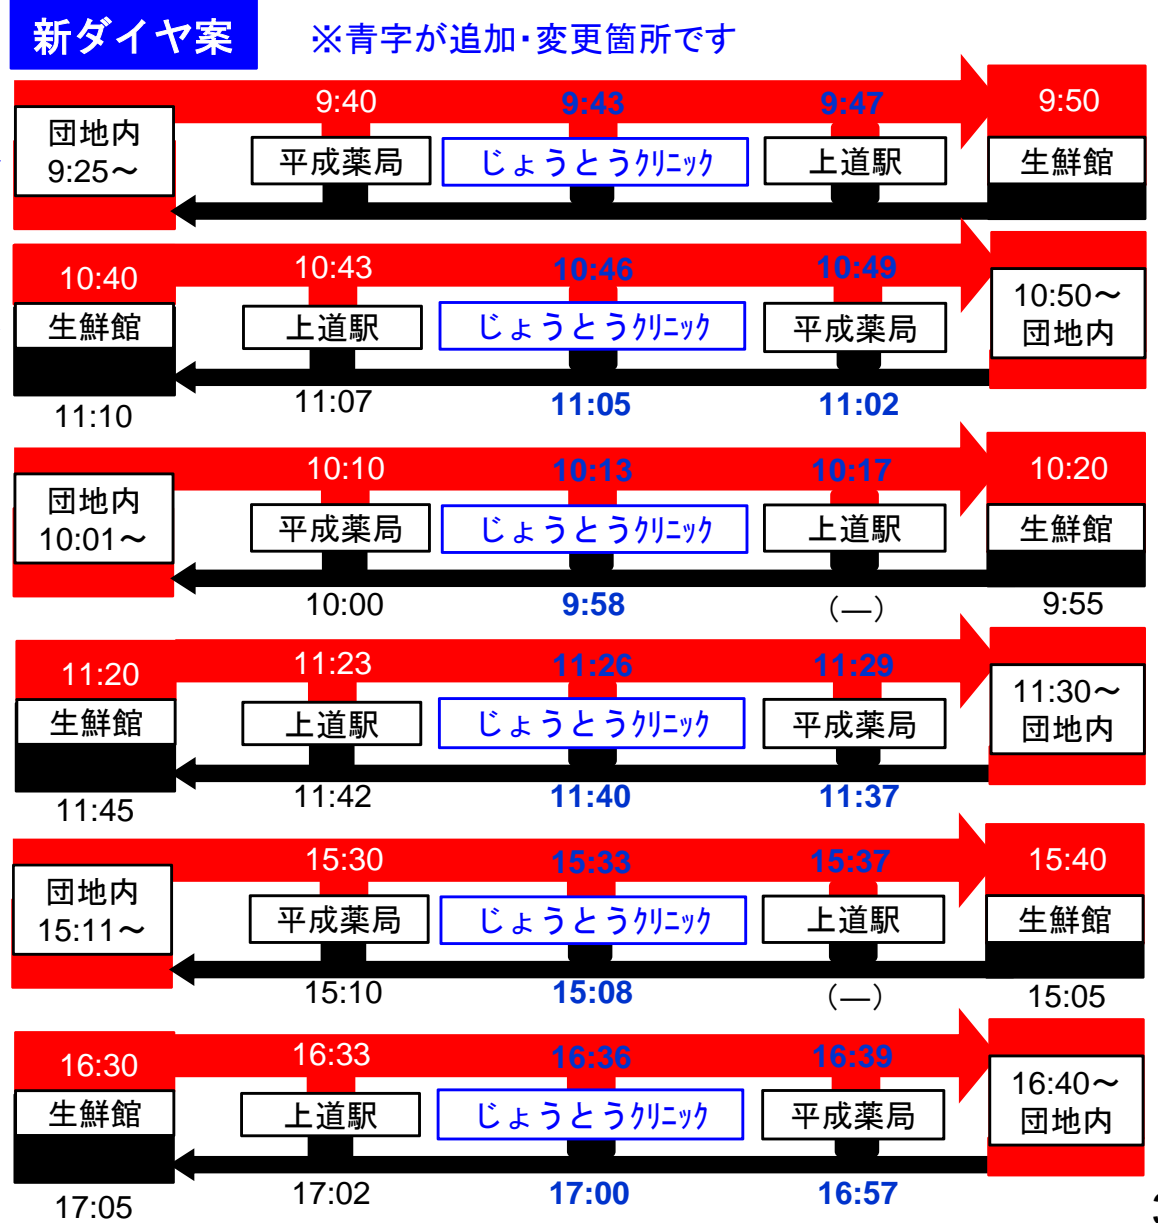 新ダイヤ案
※青字が追加・変更箇所です
9:40 9:43 9:47 9:50
団地内
9:25～
平成薬局 じょうとうｸﾘﾆｯｸ 上道駅 生鮮館
10:40 10:43 10:46 10:49
生鮮館 上道駅 じょうとうｸﾘﾆｯｸ 平成薬局
10:50～
団地内
11:10 11:07 11:05 11:02
10:10 10:13 10:17 10:20
団地内
10:01～
平成薬局 じょうとうｸﾘﾆｯｸ 上道駅 生鮮館
10:00 9:58 (―) 9:55
11:20 11:23 11:26 11:29
生鮮館 上道駅 じょうとうｸﾘﾆｯｸ 平成薬局
11:30～
団地内
11:45 11:42 11:40 11:37
15:30 15:33 15:37 15:40
団地内
15:11～
平成薬局 じょうとうｸﾘﾆｯｸ 上道駅 生鮮館
15:10 15:08 (―) 15:05
16:30 16:33 16:36 16:39
生鮮館 上道駅 じょうとうｸﾘﾆｯｸ 平成薬局
16:40～
団地内
17:05 17:02 17:00 16:57